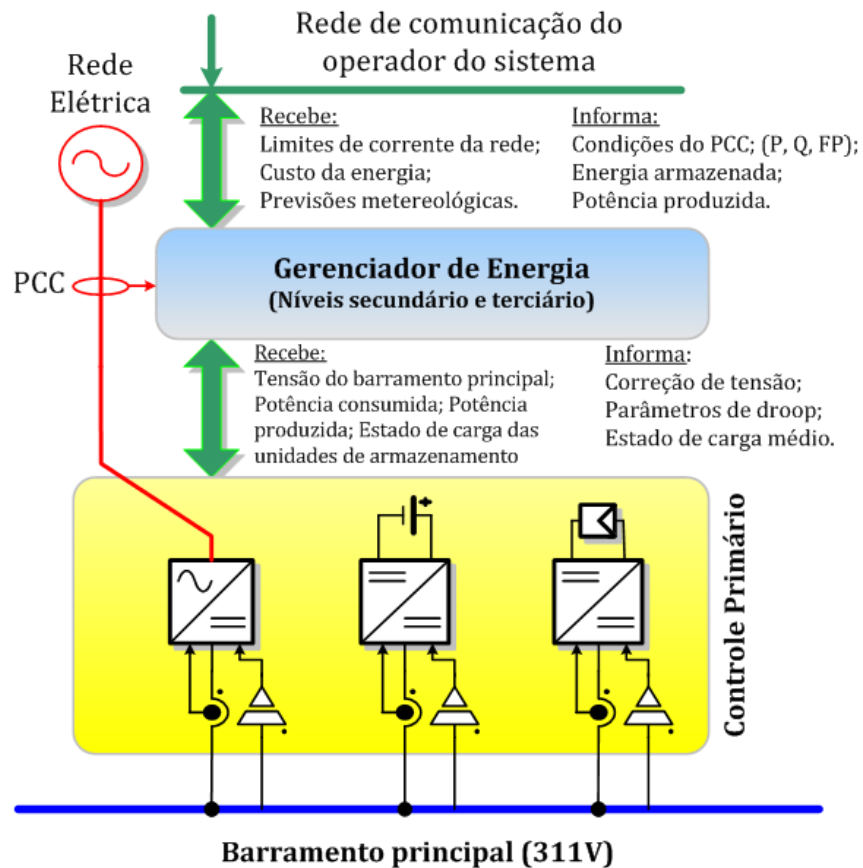 Rede de comunicação do
operador do sistema
Rede
Elétrica
Recebe:
Limites de corrente da rede;
Custo da energia;
Previsões metereológicas.
Informa:
Condições do PCC; (P, Q, FP);
Energia armazenada;
Potência produzida.
PCC
Gerenciador de Energia
(Níveis secundário e terciário)
Recebe:
Tensão do barramento principal;
Potência consumida; Potência
produzida; Estado de carga das
unidades de armazenamento
Informa:
Correção de tensão;
Parâmetros de droop;
Estado de carga médio.
Controle Primário
Barramento principal (311V)